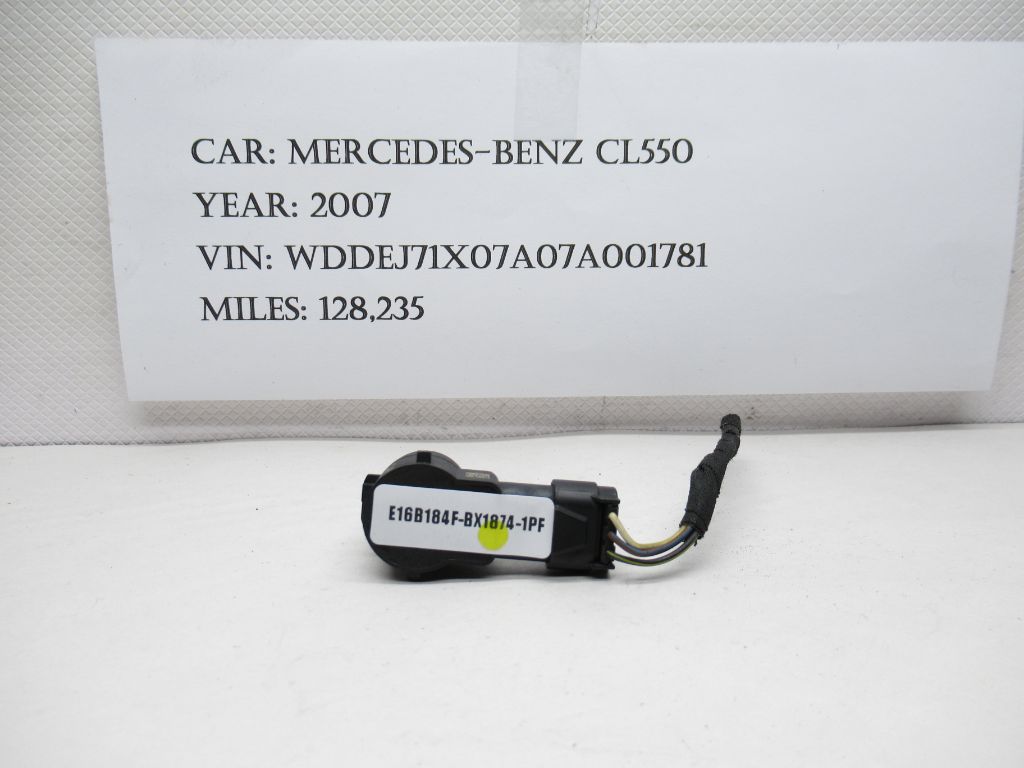 CAR: MERCEDES-BENZ CL550
YEAR: 2007
VIN: WDDEJ71X07A07A001781
MILES: 128,235
E16B184F-BX1874-1PF